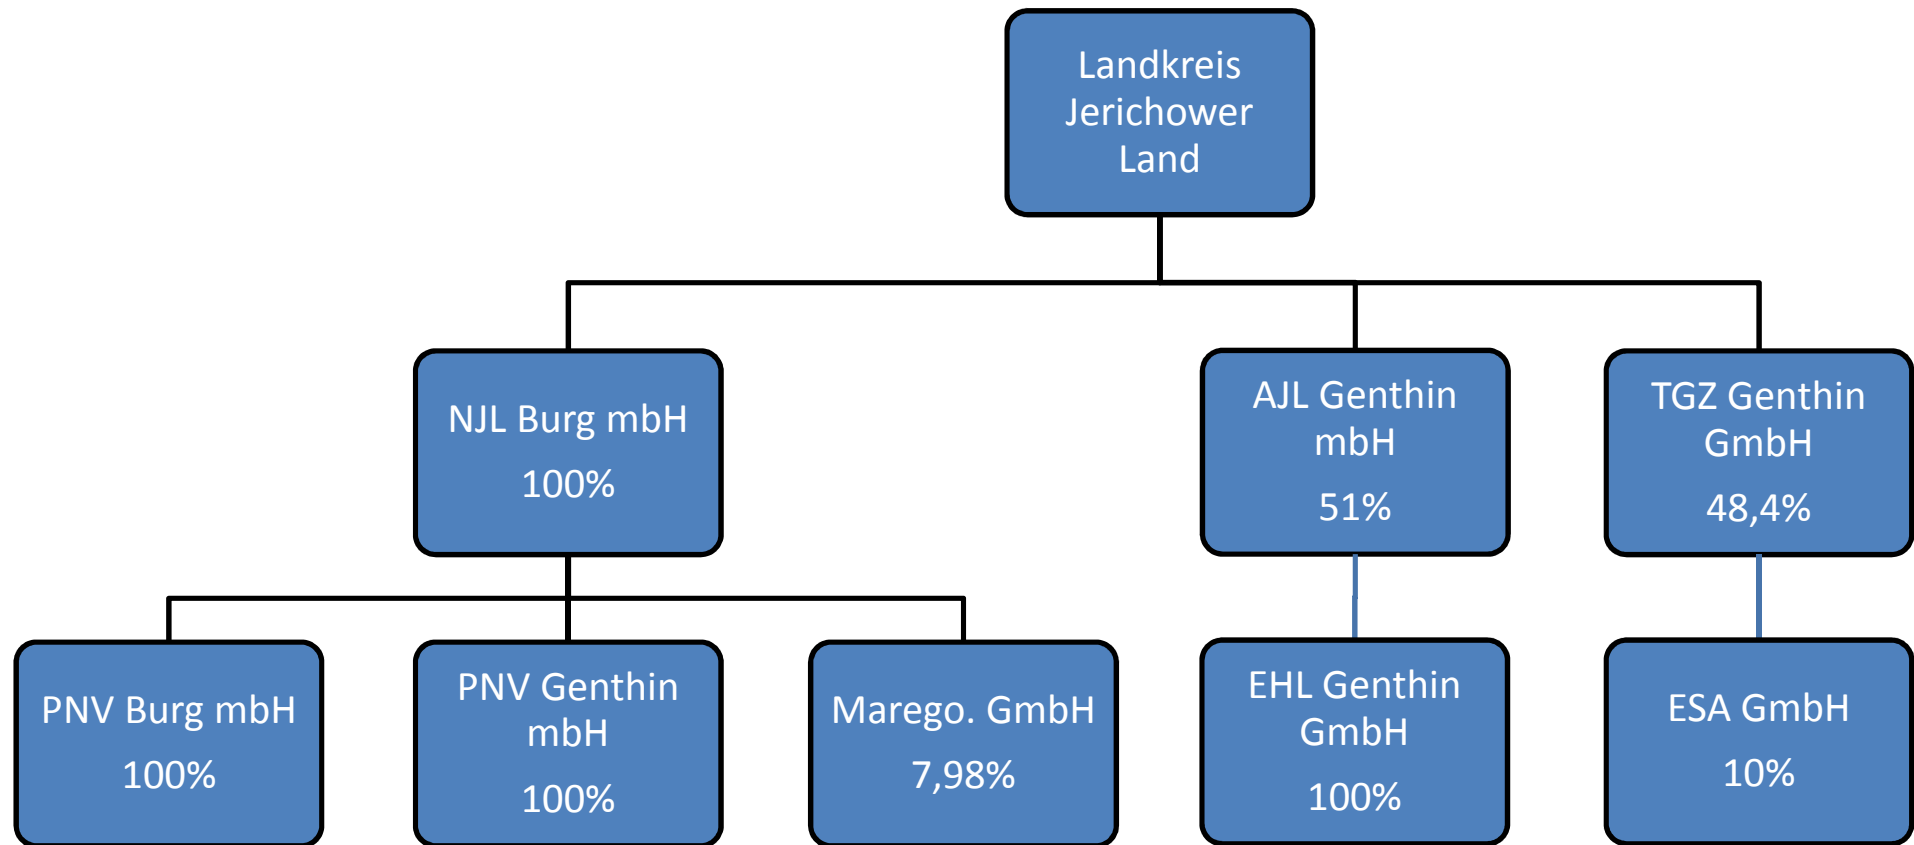 Landkreis
Jerichower
Land
NJL Burg mbH
100%
AJL Genthin
mbH
51%
TGZ Genthin
GmbH
48,4%
PNV Burg mbH
100%
PNV Genthin
mbH
100%
Marego. GmbH
7,98%
EHL Genthin
GmbH
100%
ESA GmbH
10%